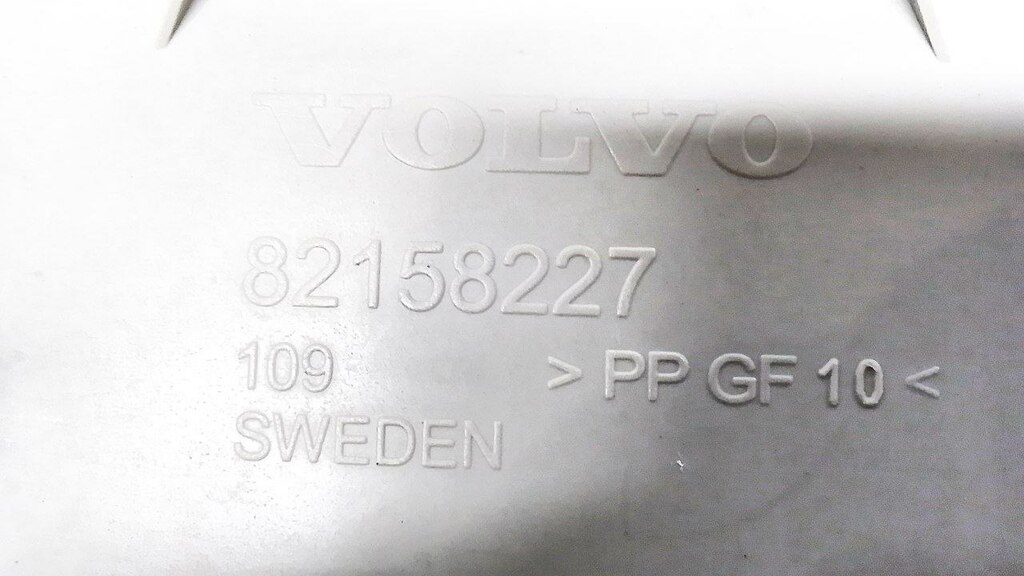 VOLVO
82158227
109 > PP GF 10 <
SWEDEN